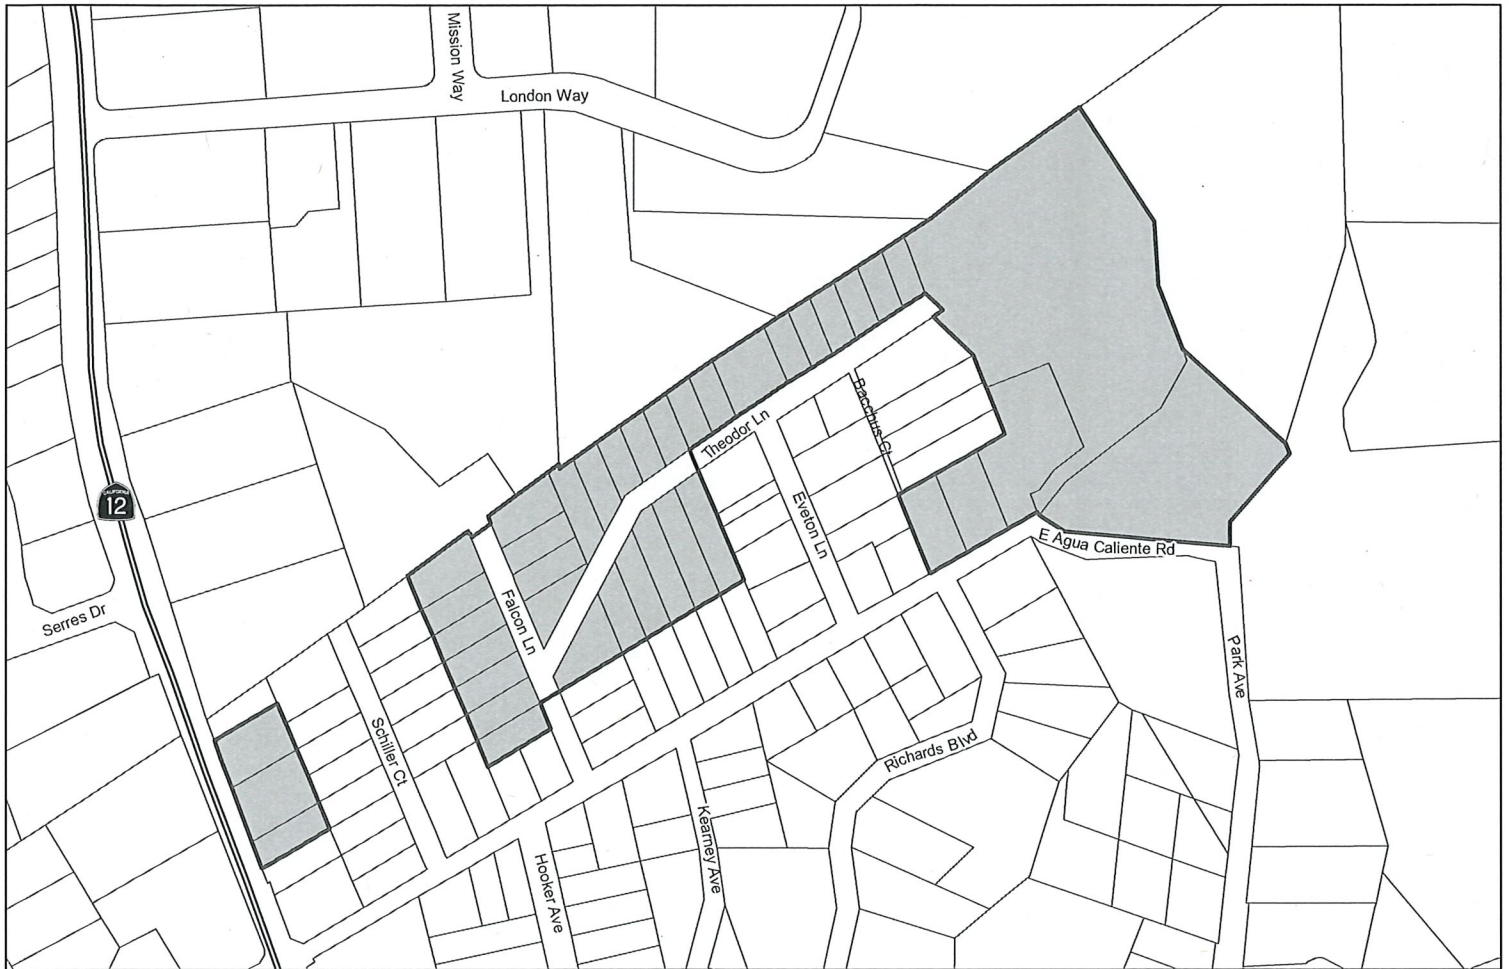 Mission Way
London Way
Theodor Ln
Bacchus Ct
CALIFORNIA
12
Eveton Ln
E Agua Caliente Rd
Serres Dr
Falcon Ln
Park Ave
Schiller Ct
Richards Blvd
Kearney Ave
Hooker Ave